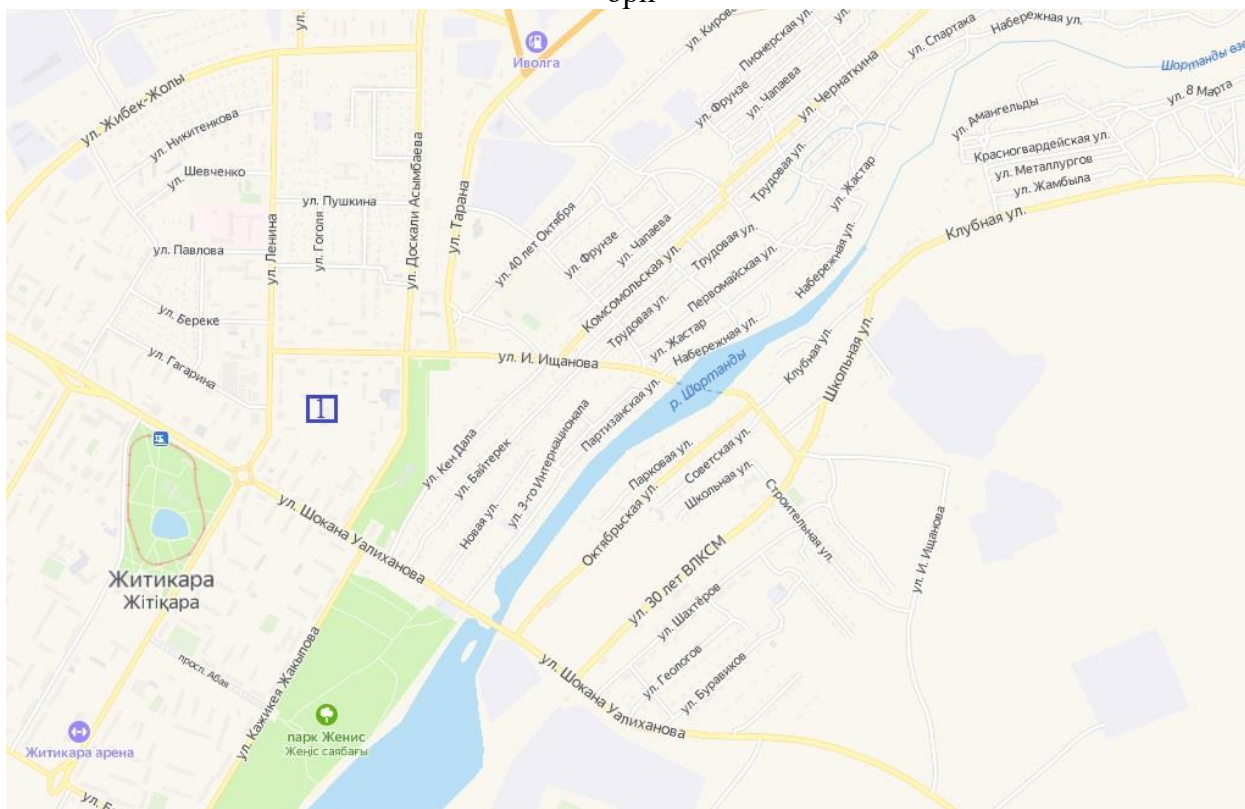 ул. Кирова
Пионерская ул.
ул. Спартака
Набережная ул.
Иволга
ул. Фрунзе
ул. Чапаева
ул. Чернаткина
ул. 8 Марта
ул. Жибек-Жолы
ул. Никитенкова
ул. Амангельды
Красногвардейская ул.
ул. Металлургов
ул. Жамбыла
ул. Шевченко
ул. Пушкина
ул. Гоголя
ул. Ленина
ул. Доскали Асымбаева
ул. Тарана
Трудовая ул.
ул. Жастар
Клубная ул.
ул. Павлова
ул. 40 лет Октября
ул. Фрунзе
ул. Чапаева
Комсомольская ул.
Трудовая ул.
Первомайская ул.
Набережная ул.
ул. Береке
Трудовая ул.
ул. Жастар
Набережная ул.
ул. Гагарина
ул. И. Ищанова
р. Шортанды
Клубная ул.
Школьная ул.
1
Партизанская ул.
ул. Кен Дала
ул. Байтерек
Новая ул.
ул. 3-го Интернационала
Парковая ул.
Советская ул.
Школьная ул.
Октябрьская ул.
Строительная ул.
ул. Шокана Уалиханова
ул. И. Ищанова
Житикара
Жітіқара
ул. 30 лет ВЛКСМ
ул. Шахтёров
ул. Геологов
ул. Буравиков
просп. Абая
ул. Кажикея Жакыпова
ул. Шокана Уалиханова
парк Женис
Жеңіс саябағы
Житикара арена